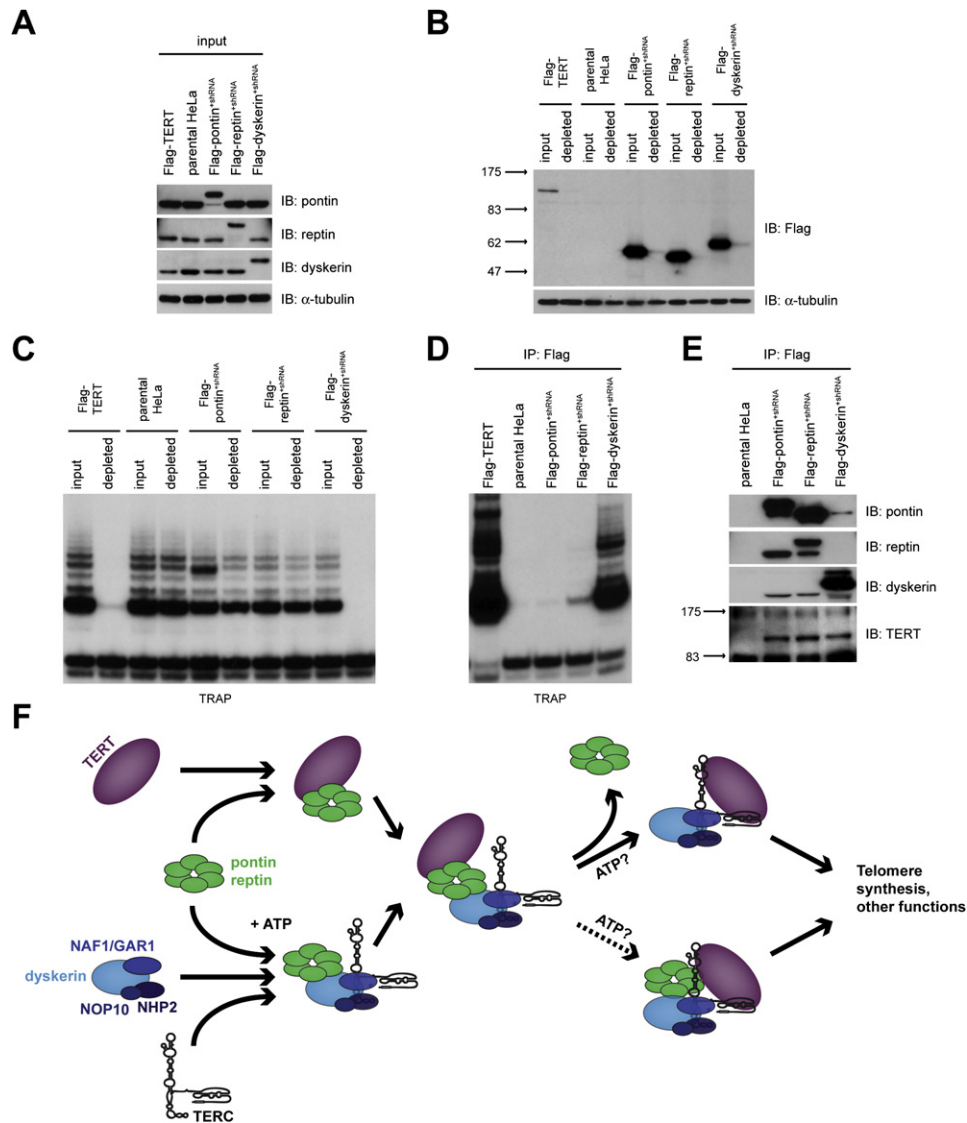 A
input
Flag-TERT
parental HeLa
Flag-pontin+shRNA
Flag-reptin+shRNA
Flag-dyskerin+shRNA
IB: pontin
IB: reptin
IB: dyskerin
IB: α-tubulin
B
Flag-
TERT
parental
HeLa
Flag-
pontin+shRNA
Flag-
reptin+shRNA
Flag-
dyskerin+shRNA
input
depleted
input
depleted
input
depleted
input
depleted
input
depleted
175
83
62
47
IB: Flag
IB: α-tubulin
C
Flag-
TERT
parental
HeLa
Flag-
pontin+shRNA
Flag-
reptin+shRNA
Flag-
dyskerin+shRNA
input
depleted
input
depleted
input
depleted
input
depleted
input
depleted
TRAP
D
IP: Flag
Flag-TERT
parental HeLa
Flag-pontin+shRNA
Flag-reptin+shRNA
Flag-dyskerin+shRNA
TRAP
E
IP: Flag
parental HeLa
Flag-pontin+shRNA
Flag-reptin+shRNA
Flag-dyskerin+shRNA
IB: pontin
IB: reptin
IB: dyskerin
175
IB: TERT
83
F
TERT
pontin
reptin
+ ATP
NAF1/GAR1
dyskerin
NOP10
NHP2
TERC
ATP?
ATP?
Telomere
synthesis,
other functions